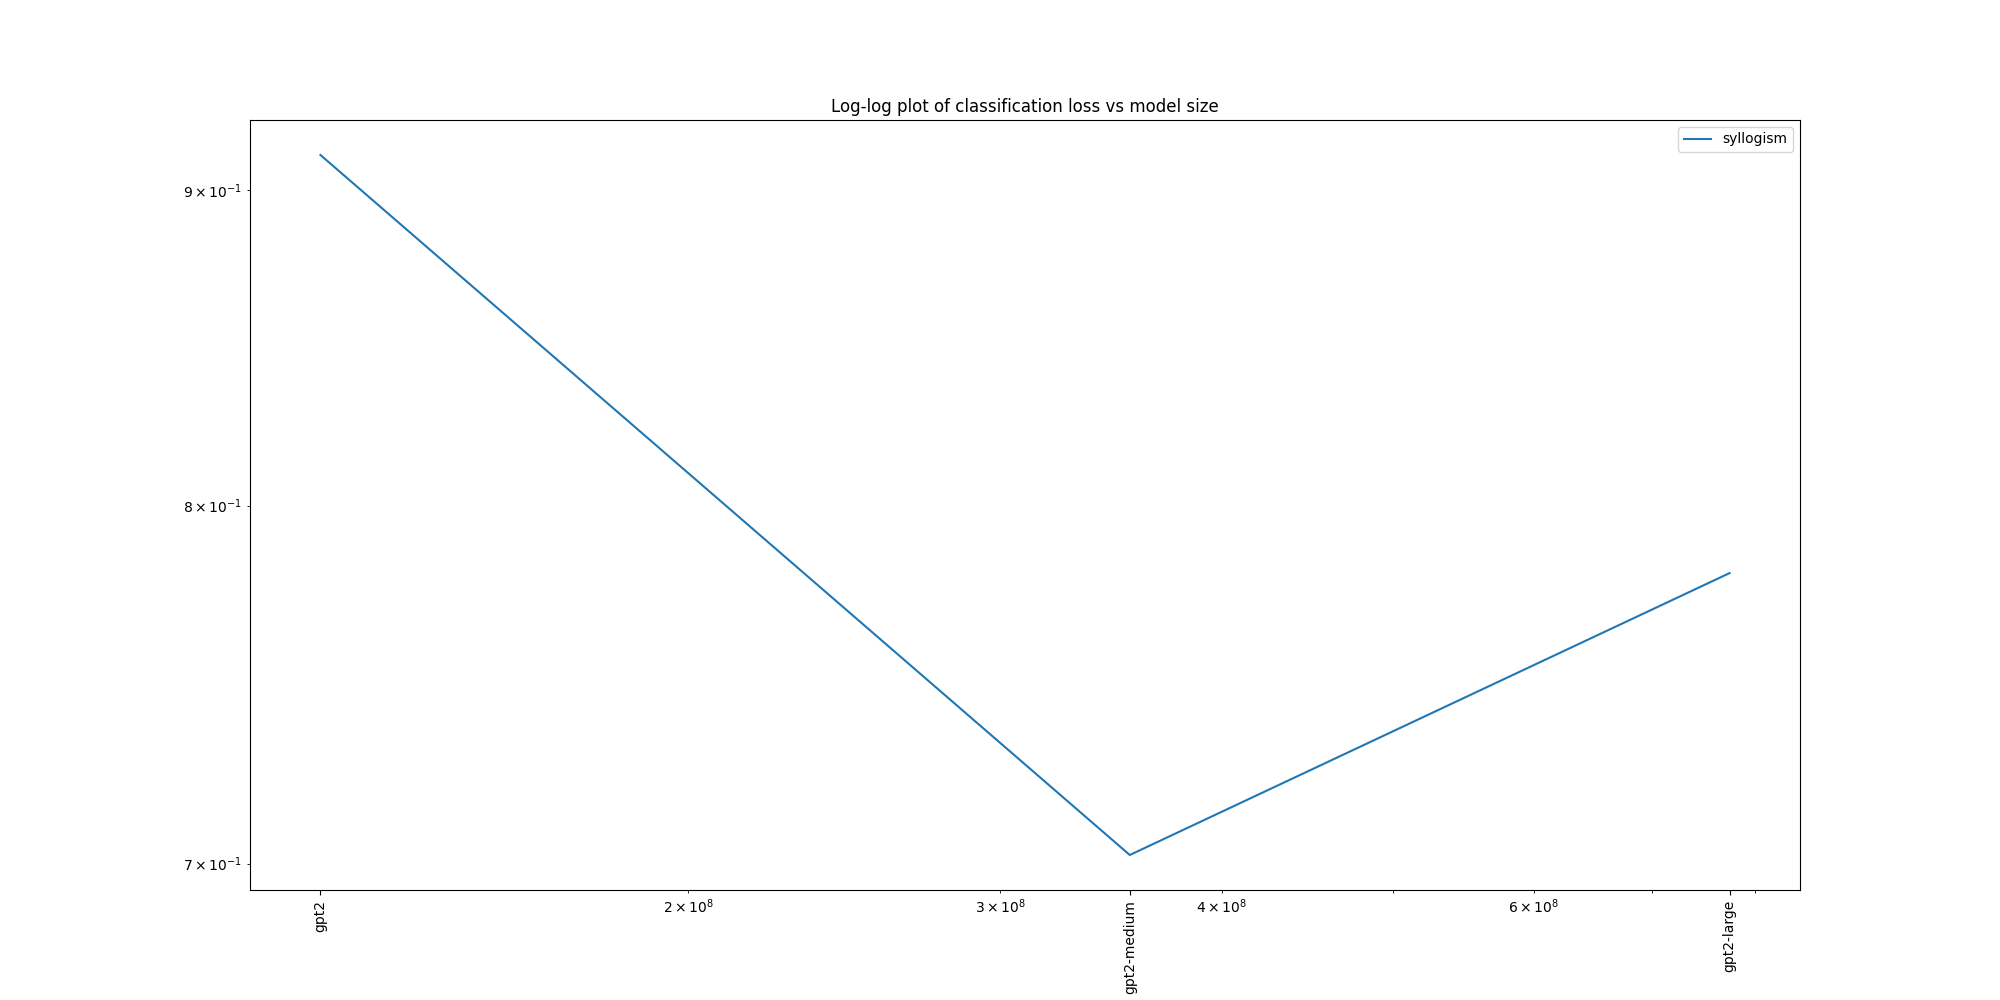 Log-log plot of classification loss vs model size
syllogism
9 × 10⁻¹
8 × 10⁻¹
7 × 10⁻¹
gpt2
2 × 10⁸
3 × 10⁸
gpt2-medium
4 × 10⁸
6 × 10⁸
gpt2-large